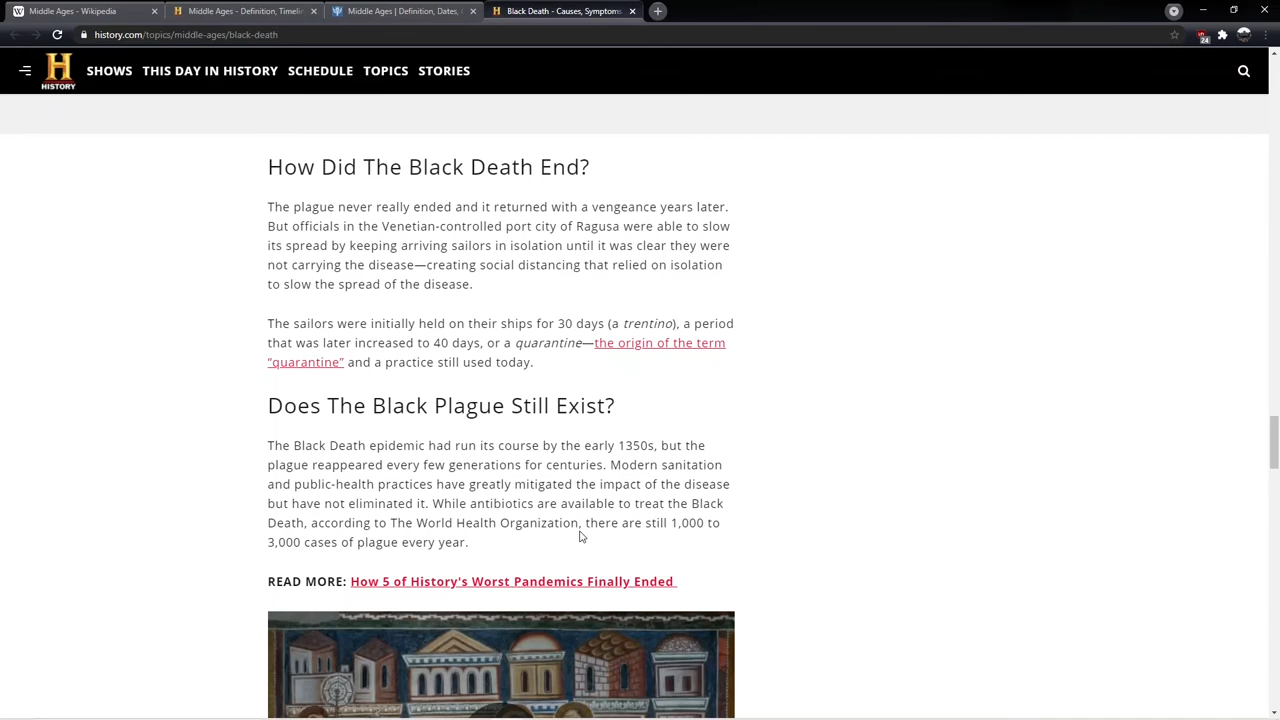 Middle Ages - Wikipedia
Middle Ages - Definition, Timelin
Middle Ages | Definition, Dates, C
Black Death - Causes, Symptoms
history.com/topics/middle-ages/black-death
24
H
HISTORY
SHOWS THIS DAY IN HISTORY SCHEDULE TOPICS STORIES
How Did The Black Death End?
The plague never really ended and it returned with a vengeance years later.
But officials in the Venetian-controlled port city of Ragusa were able to slow
its spread by keeping arriving sailors in isolation until it was clear they were
not carrying the disease—creating social distancing that relied on isolation
to slow the spread of the disease.
The sailors were initially held on their ships for 30 days (a trentino), a period
that was later increased to 40 days, or a quarantine—the origin of the term
“quarantine” and a practice still used today.
Does The Black Plague Still Exist?
The Black Death epidemic had run its course by the early 1350s, but the
plague reappeared every few generations for centuries. Modern sanitation
and public-health practices have greatly mitigated the impact of the disease
but have not eliminated it. While antibiotics are available to treat the Black
Death, according to The World Health Organization, there are still 1,000 to
3,000 cases of plague every year.
READ MORE: How 5 of History's Worst Pandemics Finally Ended